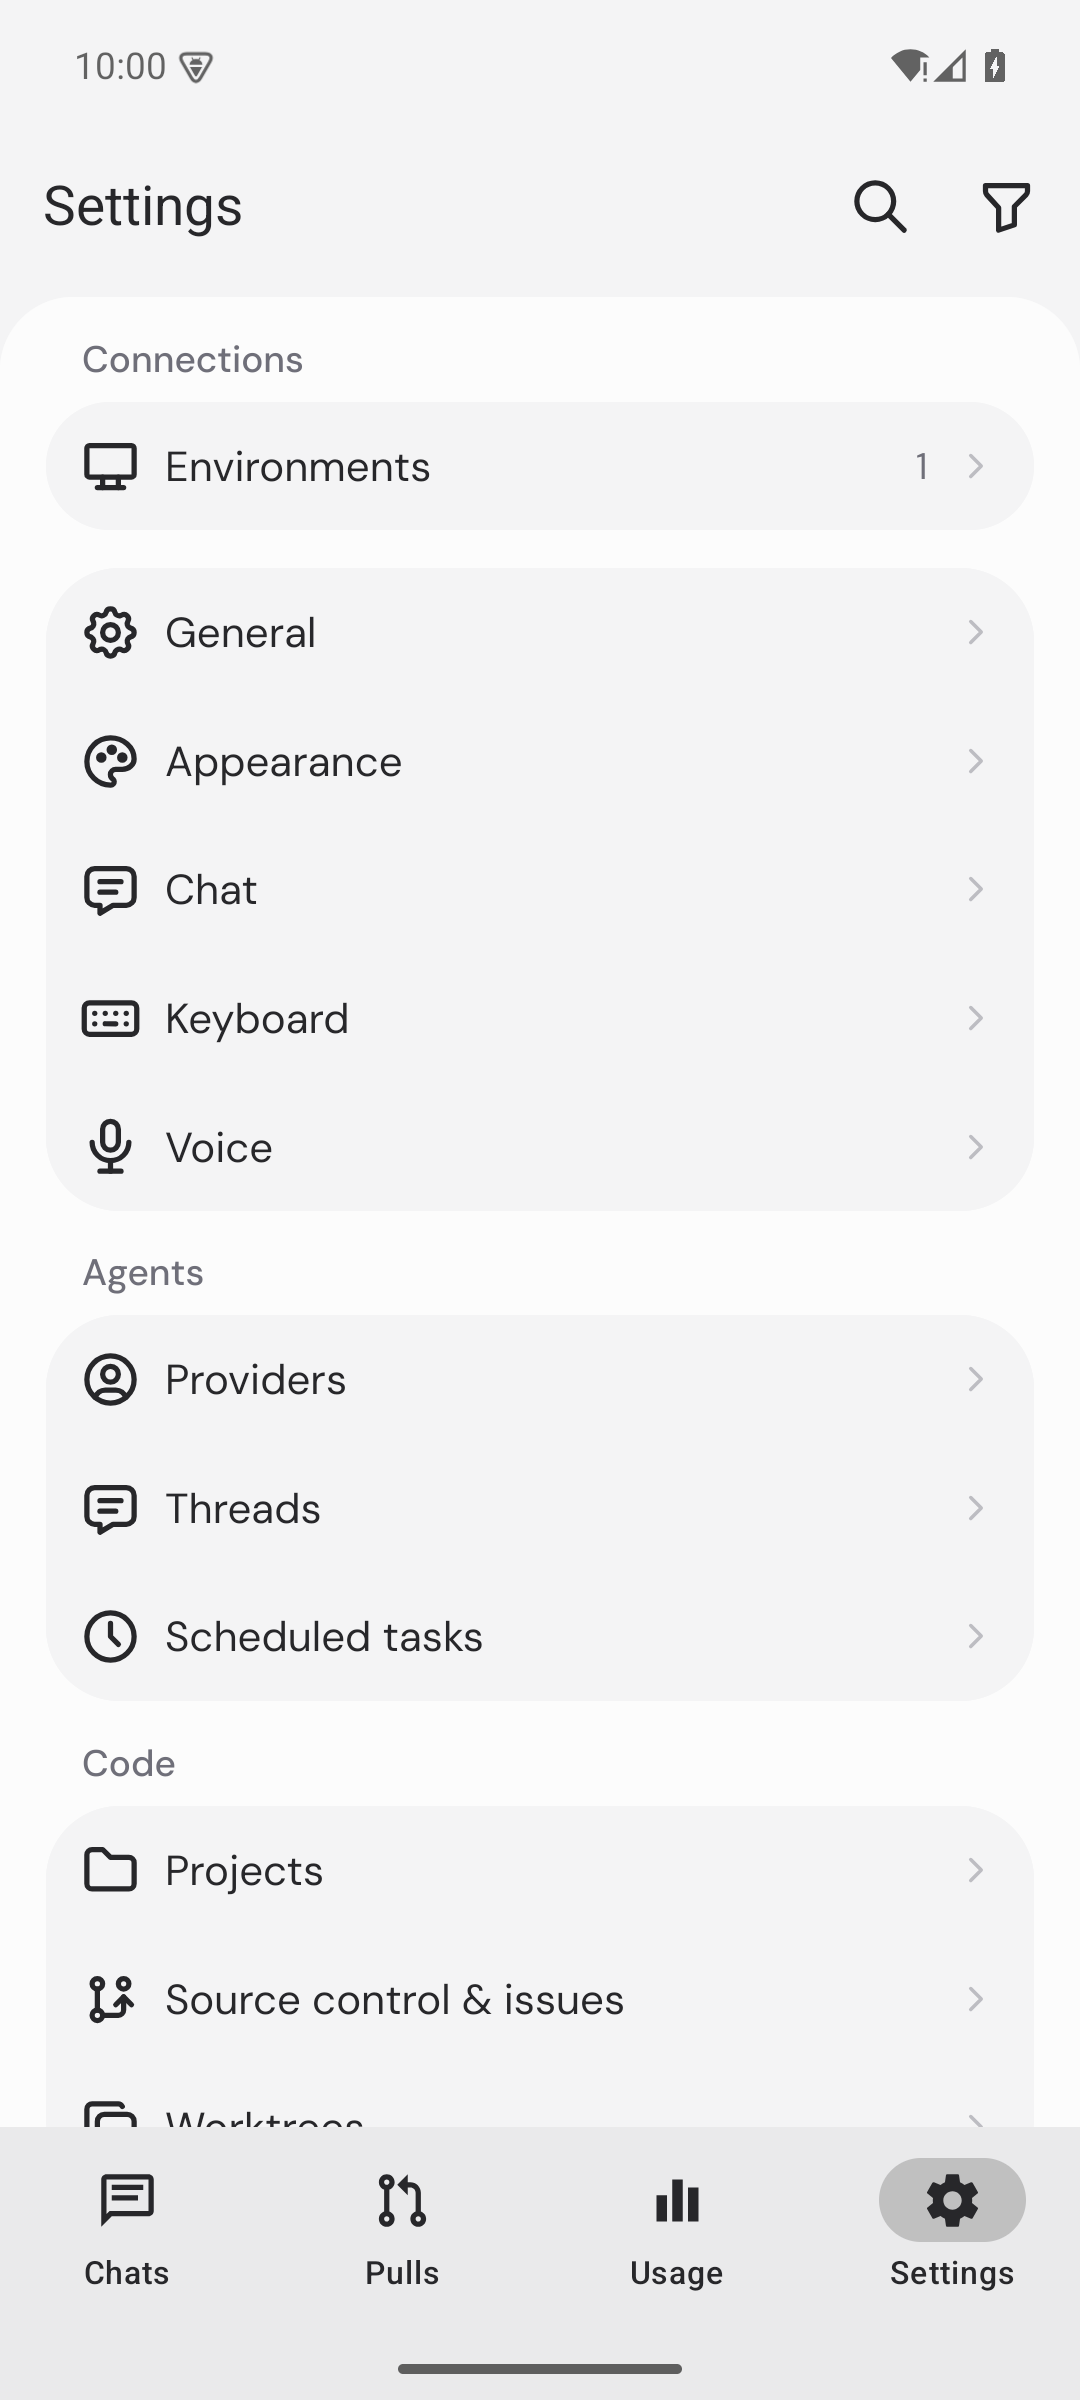 10:00
Settings
Connections
Environments 1
General
Appearance
Chat
Keyboard
Voice
Agents
Providers
Threads
Scheduled tasks
Code
Projects
Source control & issues
Worktrees
Chats Pulls Usage Settings